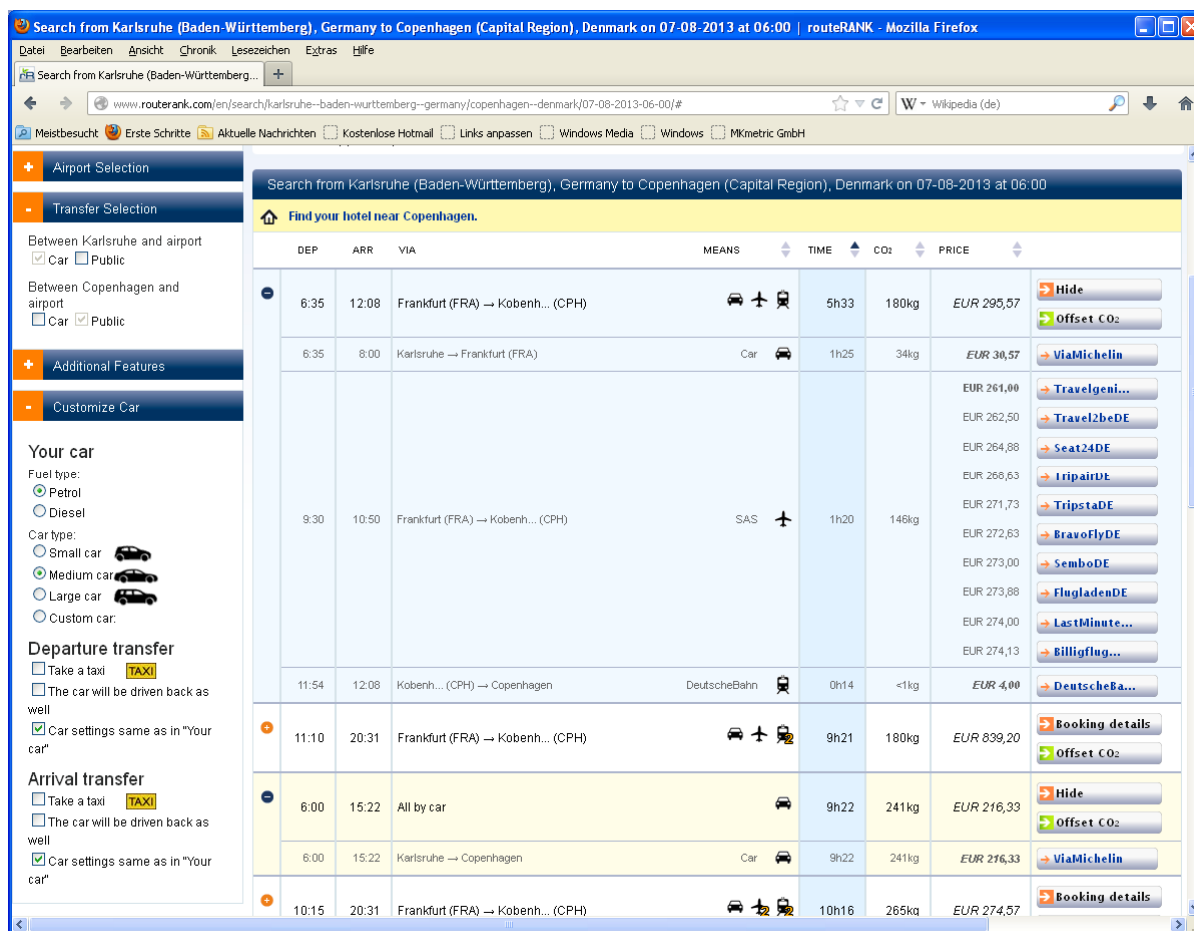 Search from Karlsruhe (Baden-Württemberg), Germany to Copenhagen (Capital Region), Denmark on 07-08-2013 at 06:00 | routeRANK - Mozilla Firefox
Datei Bearbeiten Ansicht Chronik Lesezeichen Extras Hilfe
Search from Karlsruhe (Baden-Württemberg... +
www.routerank.com/en/search/karlsruhe--baden-wurttemberg--germany/copenhagen--denmark/07-08-2013-06-00/# W Wikipedia (de)
Meistbesucht Erste Schritte Aktuelle Nachrichten Kostenlose Hotmail Links anpassen Windows Media Windows MKmetric GmbH
+ Airport Selection
- Transfer Selection
Between Karlsruhe and airport
Car Public
Between Copenhagen and
airport
Car Public
+ Additional Features
- Customize Car
Your car
Fuel type:
Petrol
Diesel
Car type:
Small car
Medium car
Large car
Custom car:
Departure transfer
Take a taxi TAXI
The car will be driven back as
well
Car settings same as in "Your
car"
Arrival transfer
Take a taxi TAXI
The car will be driven back as
well
Car settings same as in "Your
car"
Search from Karlsruhe (Baden-Württemberg), Germany to Copenhagen (Capital Region), Denmark on 07-08-2013 at 06:00
Find your hotel near Copenhagen.
DEP ARR VIA MEANS TIME CO2 PRICE
6:35 12:08 Frankfurt (FRA) → Kobenh... (CPH) 5h33 180kg EUR 295,57 Hide
Offset CO2
6:35 8:00 Karlsruhe → Frankfurt (FRA) Car 1h25 34kg EUR 30,57 ViaMichelin
9:30 10:50 Frankfurt (FRA) → Kobenh... (CPH) SAS 1h20 146kg
EUR 261,00 Travelgeni...
EUR 262,50 Travel2beDE
EUR 264,88 Seat24DE
EUR 268,63 TripairDE
EUR 271,73 TripstaDE
EUR 272,63 BravoFlyDE
EUR 273,00 SemboDE
EUR 273,88 FlugladenDE
EUR 274,00 LastMinute...
EUR 274,13 Billigflug...
11:54 12:08 Kobenh... (CPH) → Copenhagen DeutscheBahn 0h14 <1kg EUR 4,00 DeutscheBa...
11:10 20:31 Frankfurt (FRA) → Kobenh... (CPH) 2 9h21 180kg EUR 839,20 Booking details
Offset CO2
6:00 15:22 All by car 9h22 241kg EUR 216,33 Hide
Offset CO2
6:00 15:22 Karlsruhe → Copenhagen Car 9h22 241kg EUR 216,33 ViaMichelin
10:15 20:31 Frankfurt (FRA) → Kobenh... (CPH) 2 2 10h16 265kg EUR 274,57 Booking details